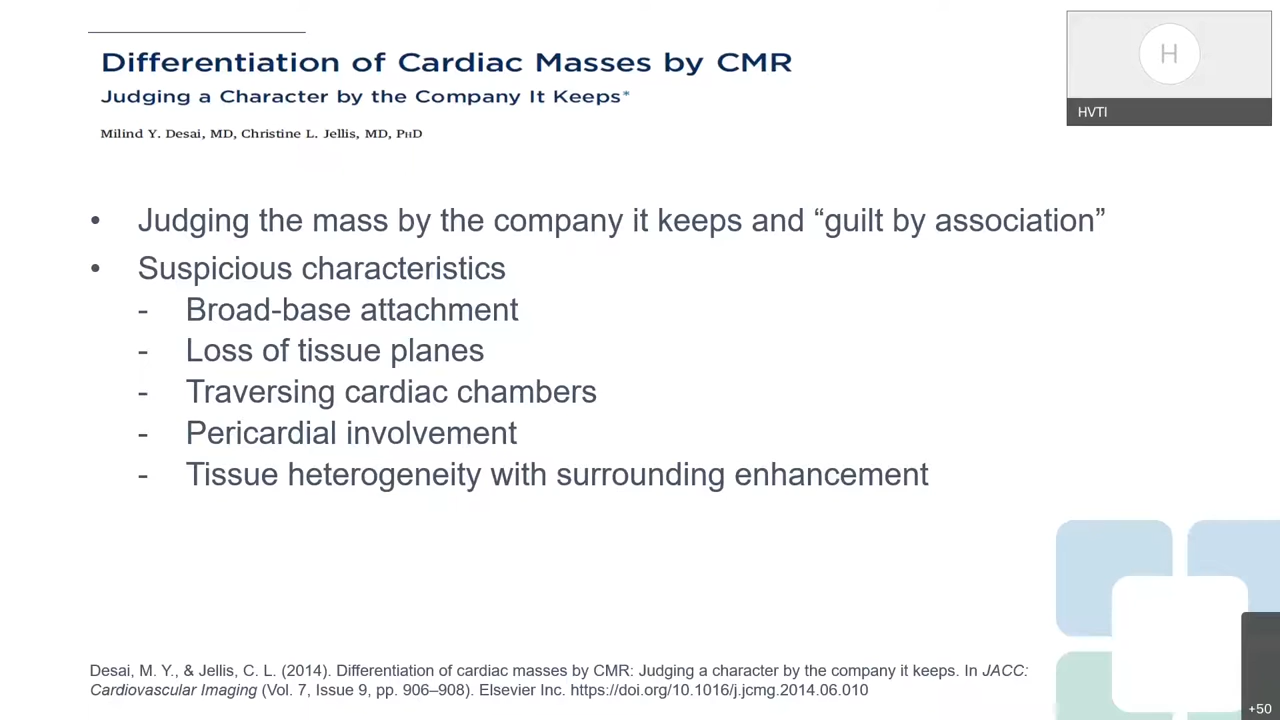 Differentiation of Cardiac Masses by CMR
Judging a Character by the Company It Keeps*
Milind Y. Desai, MD, Christine L. Jellis, MD, PHD
H
HVTI
• Judging the mass by the company it keeps and “guilt by association”
• Suspicious characteristics
- Broad-base attachment
- Loss of tissue planes
- Traversing cardiac chambers
- Pericardial involvement
- Tissue heterogeneity with surrounding enhancement
Desai, M. Y., & Jellis, C. L. (2014). Differentiation of cardiac masses by CMR: Judging a character by the company it keeps. In JACC:
Cardiovascular Imaging (Vol. 7, Issue 9, pp. 906–908). Elsevier Inc. https://doi.org/10.1016/j.jcmg.2014.06.010
+50